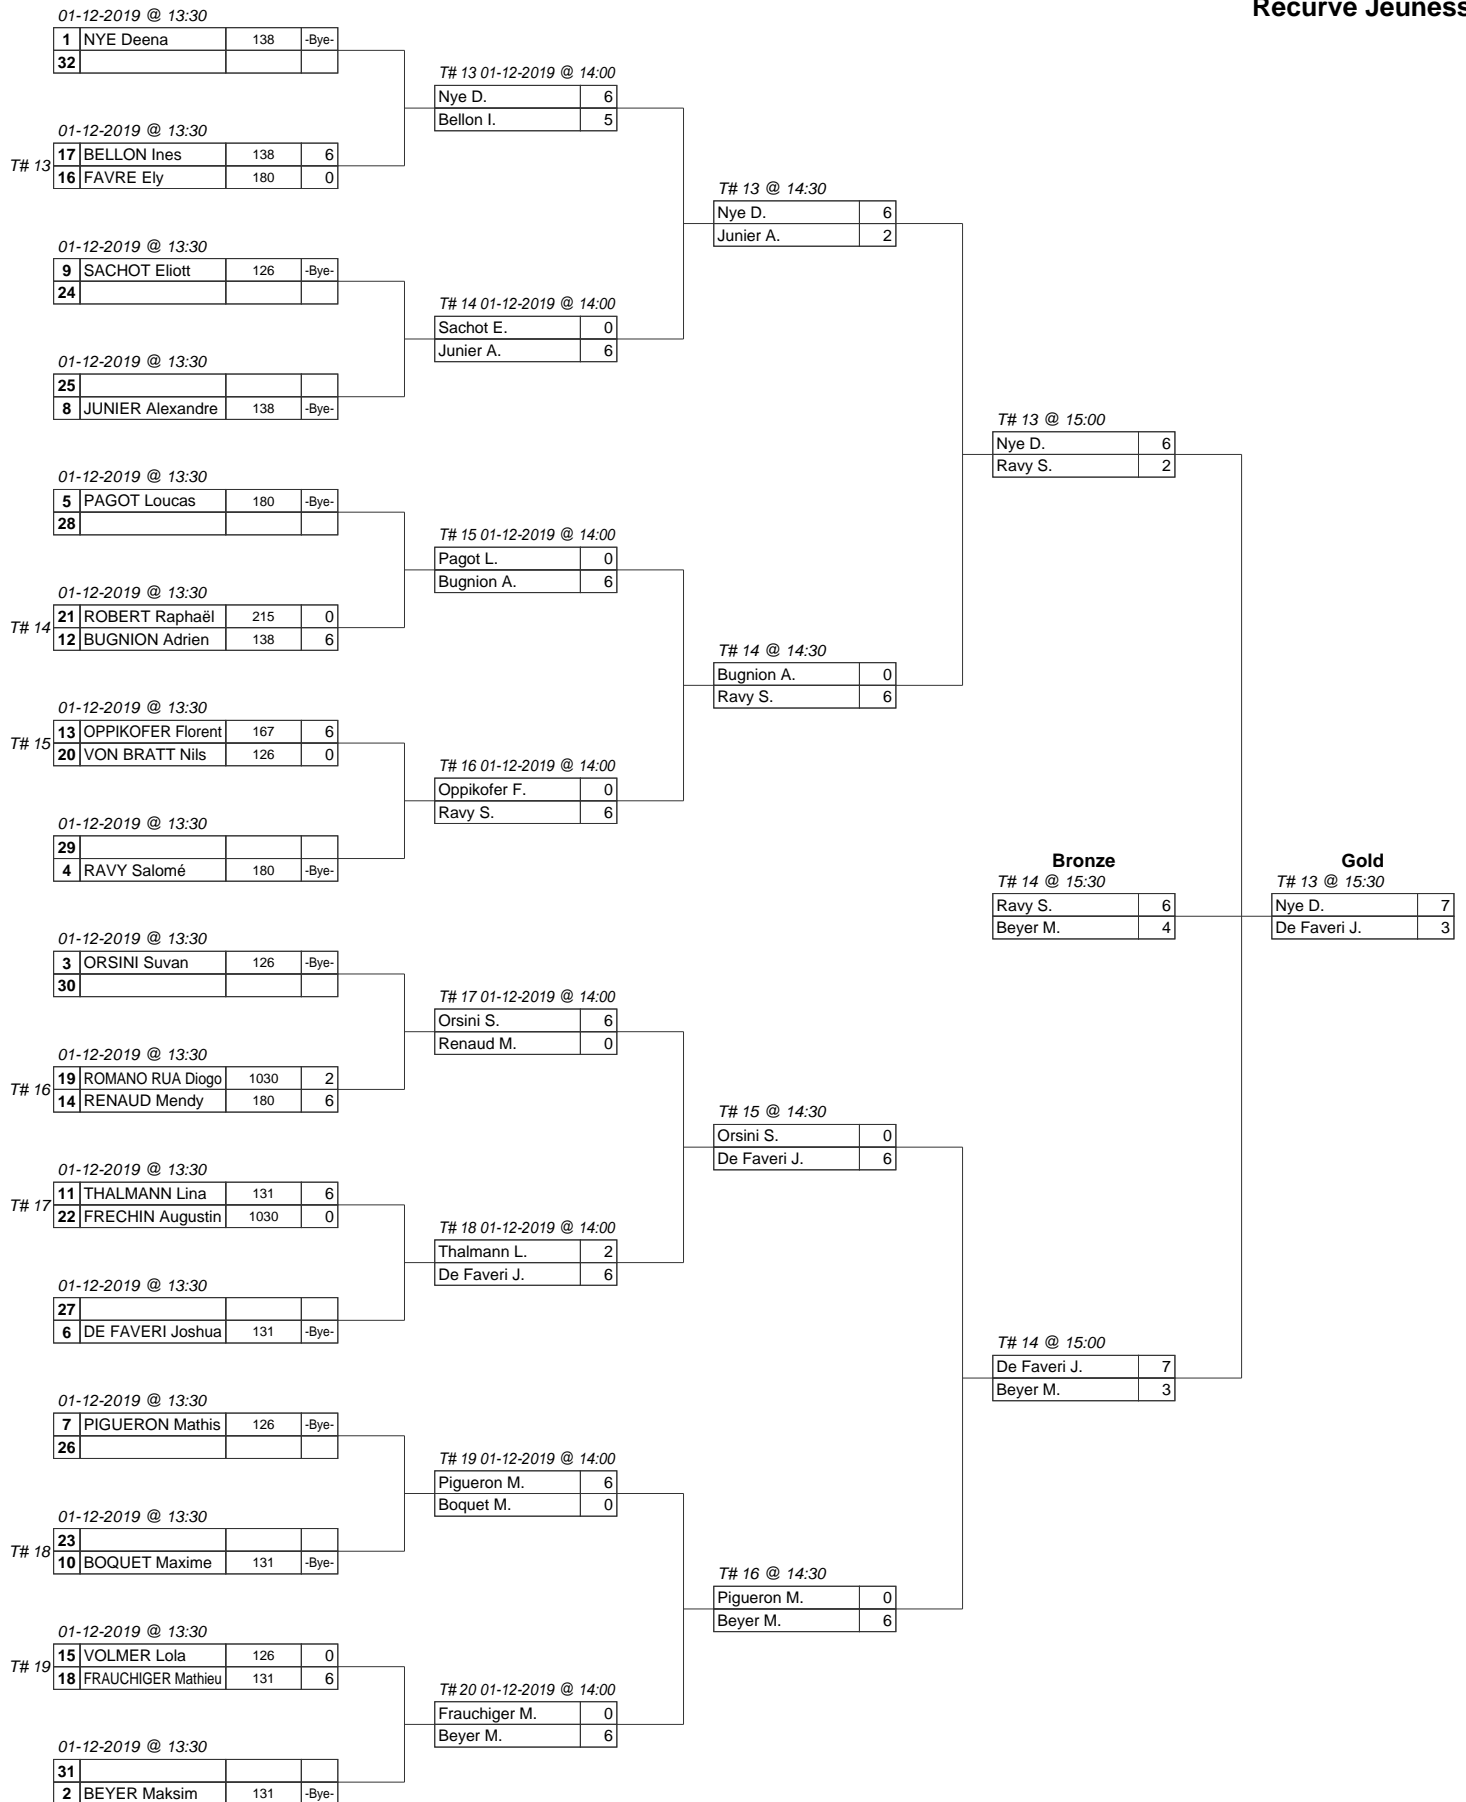 Recurve Jeuness
01-12-2019 @ 13:30
1 NYE Deena 138 -Bye-
32
01-12-2019 @ 13:30
T# 13
17 BELLON Ines 138 6
16 FAVRE Ely 180 0
01-12-2019 @ 13:30
9 SACHOT Eliott 126 -Bye-
24
01-12-2019 @ 13:30
25
8 JUNIER Alexandre 138 -Bye-
01-12-2019 @ 13:30
5 PAGOT Loucas 180 -Bye-
28
01-12-2019 @ 13:30
T# 14
21 ROBERT Raphaël 215 0
12 BUGNION Adrien 138 6
01-12-2019 @ 13:30
T# 15
13 OPPIKOFER Florent 167 6
20 VON BRATT Nils 126 0
01-12-2019 @ 13:30
29
4 RAVY Salomé 180 -Bye-
01-12-2019 @ 13:30
3 ORSINI Suvan 126 -Bye-
30
01-12-2019 @ 13:30
T# 16
19 ROMANO RUA Diogo 1030 2
14 RENAUD Mendy 180 6
01-12-2019 @ 13:30
T# 17
11 THALMANN Lina 131 6
22 FRECHIN Augustin 1030 0
01-12-2019 @ 13:30
27
6 DE FAVERI Joshua 131 -Bye-
01-12-2019 @ 13:30
7 PIGUERON Mathis 126 -Bye-
26
01-12-2019 @ 13:30
T# 18
23
10 BOQUET Maxime 131 -Bye-
01-12-2019 @ 13:30
T# 19
15 VOLMER Lola 126 0
18 FRAUCHIGER Mathieu 131 6
01-12-2019 @ 13:30
31
2 BEYER Maksim 131 -Bye-
T# 13 01-12-2019 @ 14:00
Nye D. 6
Bellon I. 5
T# 14 01-12-2019 @ 14:00
Sachot E. 0
Junier A. 6
T# 15 01-12-2019 @ 14:00
Pagot L. 0
Bugnion A. 6
T# 16 01-12-2019 @ 14:00
Oppikofer F. 0
Ravy S. 6
T# 17 01-12-2019 @ 14:00
Orsini S. 6
Renaud M. 0
T# 18 01-12-2019 @ 14:00
Thalmann L. 2
De Faveri J. 6
T# 19 01-12-2019 @ 14:00
Pigueron M. 6
Boquet M. 0
T# 20 01-12-2019 @ 14:00
Frauchiger M. 0
Beyer M. 6
T# 13 @ 14:30
Nye D. 6
Junier A. 2
T# 14 @ 14:30
Bugnion A. 0
Ravy S. 6
T# 15 @ 14:30
Orsini S. 0
De Faveri J. 6
T# 16 @ 14:30
Pigueron M. 0
Beyer M. 6
T# 13 @ 15:00
Nye D. 6
Ravy S. 2
T# 14 @ 15:00
De Faveri J. 7
Beyer M. 3
Bronze
T# 14 @ 15:30
Ravy S. 6
Beyer M. 4
Gold
T# 13 @ 15:30
Nye D. 7
De Faveri J. 3